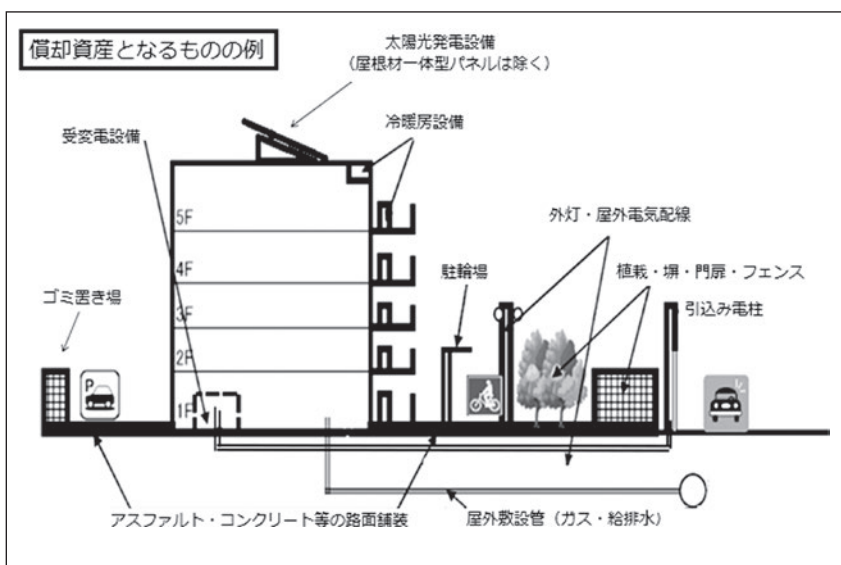 償却資産となるものの例
太陽光発電設備
（屋根材一体型パネルは除く）
受変電設備
冷暖房設備
5F
外灯・屋外電気配線
4F
駐輪場
植栽・塀・門扉・フェンス
ゴミ置き場
3F
引込み電柱
2F
P
1F
アスファルト・コンクリート等の路面舗装
屋外敷設管（ガス・給排水）